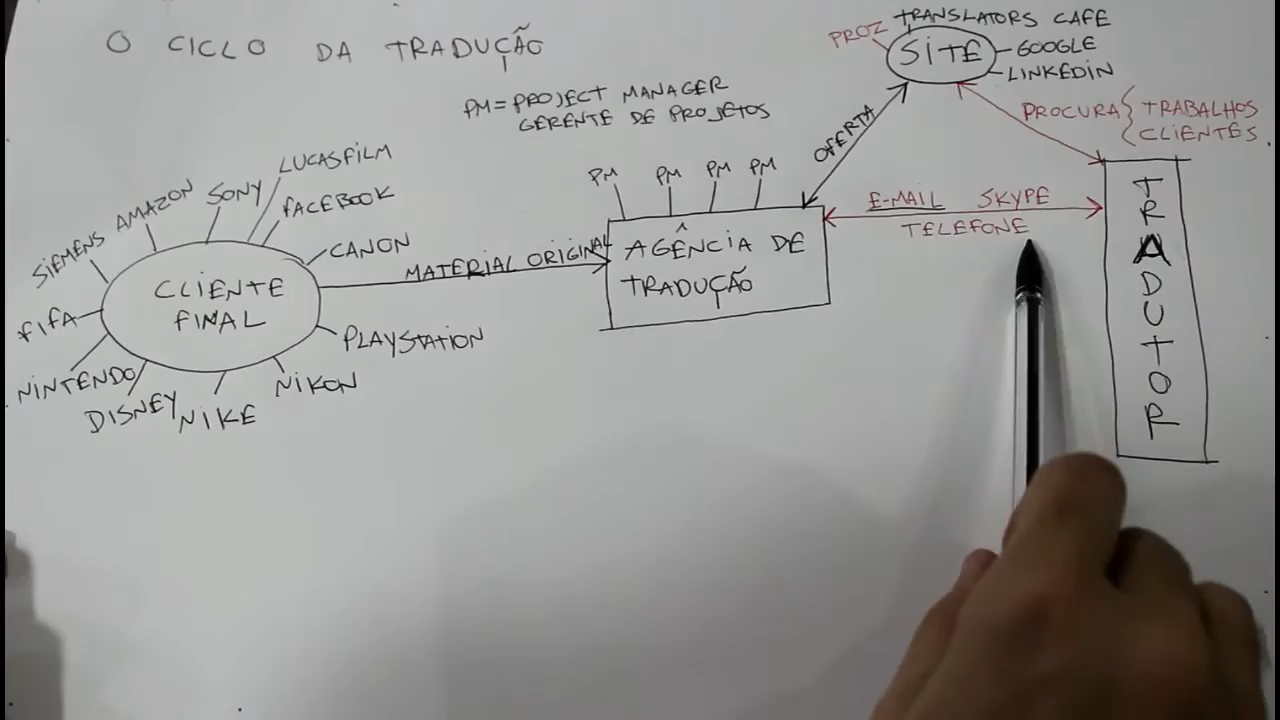 O CICLO DA TRADUÇÃO
PM = PROJECT MANAGER
GERENTE DE PROJETOS
PROZ
TRANSLATORS CAFE
SITE
GOOGLE
LINKEDIN
OFERTA
PROCURA { TRABALHOS
CLIENTES
SIEMENS
AMAZON
SONY
LUCASFILM
FACEBOOK
CANON
FIFA
CLIENTE
FINAL
PLAYSTATION
NINTENDO
DISNEY
NIKE
NIKON
MATERIAL ORIGINAL
PM PM PM PM
AGÊNCIA DE
TRADUÇÃO
E-MAIL SKYPE
TELEFONE
TRADUTOR